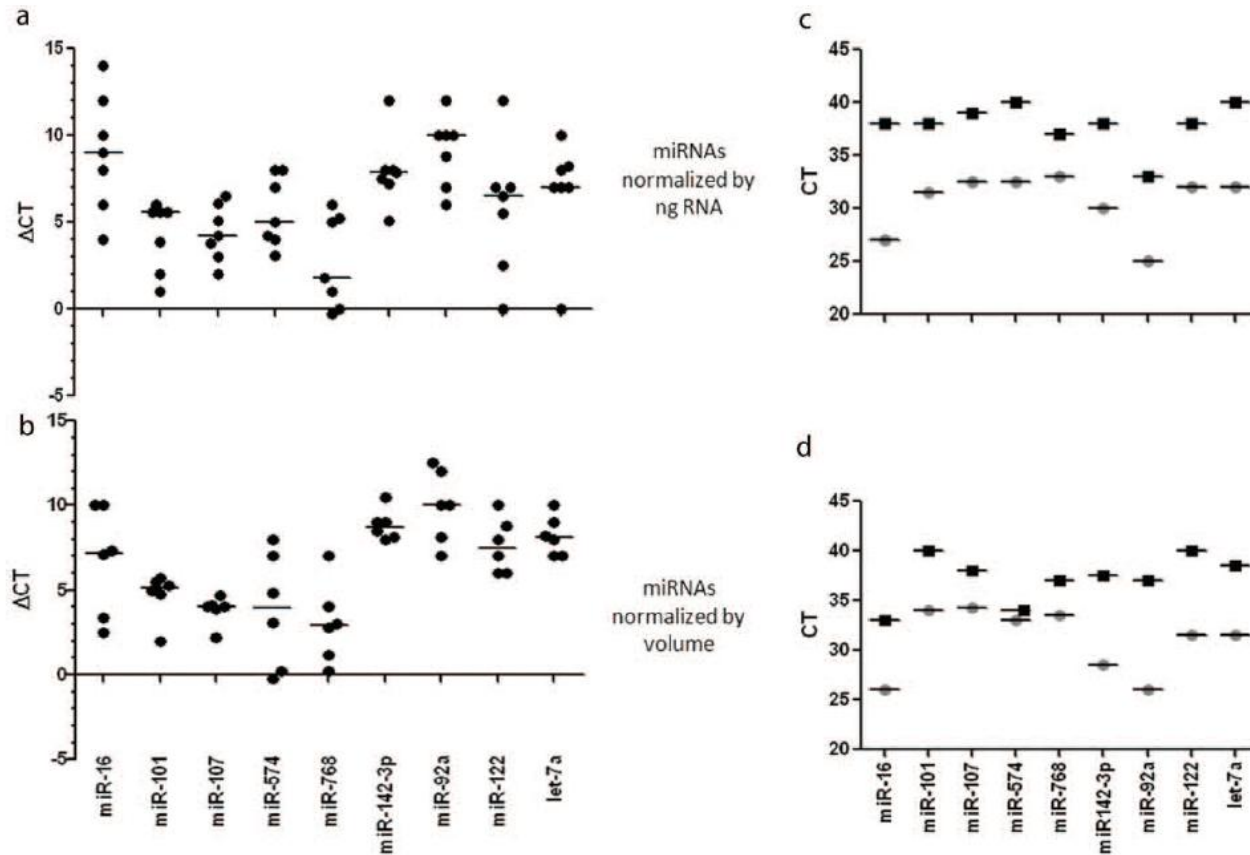 a
15
10
5
0
-5
ΔCT
miRNAs
normalized by
ng RNA
c
45
40
35
30
25
20
CT
b
15
10
5
0
-5
ΔCT
miR-16
miR-101
miR-107
miR-574
miR-768
miR-142-3p
miR-92a
miR-122
let-7a
miRNAs
normalized by
volume
d
45
40
35
30
25
20
CT
miR-16
miR-101
miR-107
miR-574
miR-768
miR142-3p
miR-92a
miR-122
let-7a